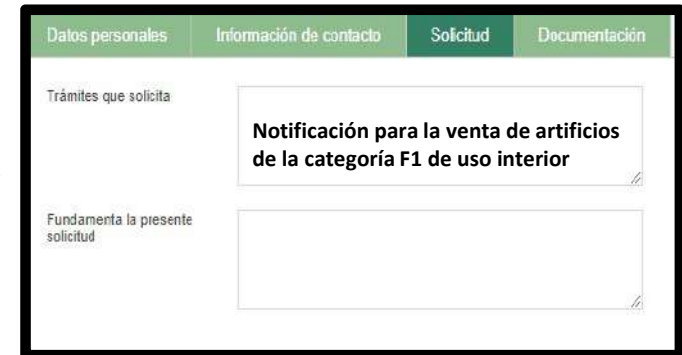 Datos personales Información de contacto Solicitud Documentación
Trámites que solicita
Notificación para la venta de artificios
de la categoría F1 de uso interior
Fundamenta la presente
solicitud